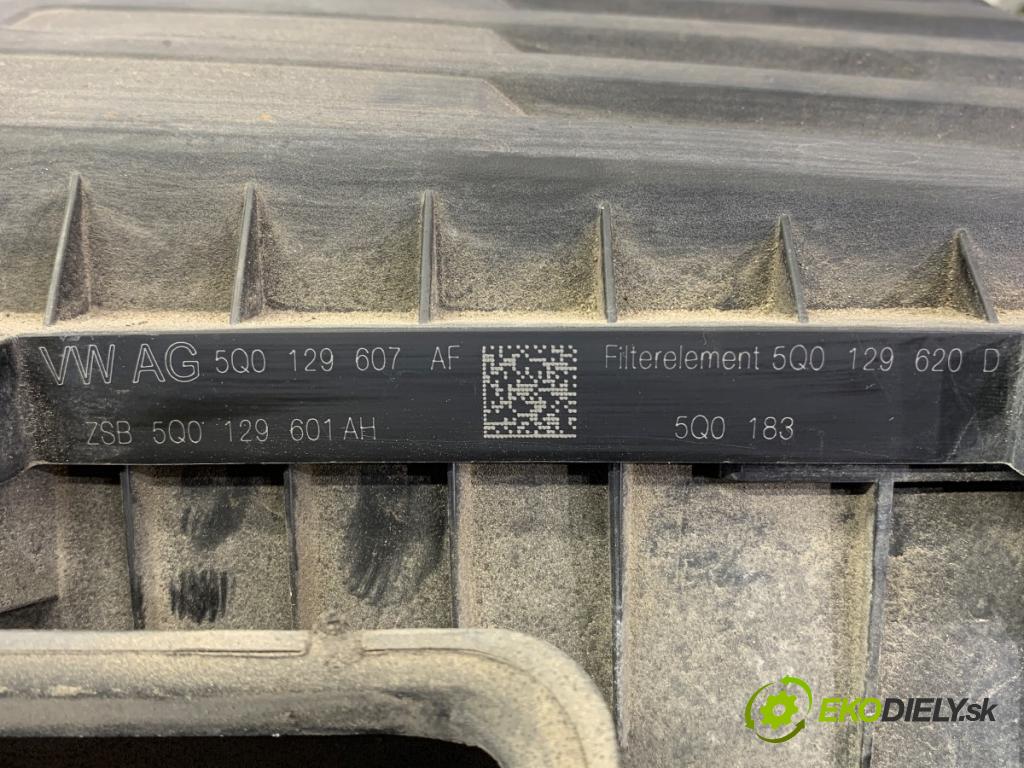 VW AG 5Q0 129 607 AF
Filterelement 5Q0 129 620 D
ZSB 5Q0 129 601 AH
5Q0 183
EKODIELY.sk